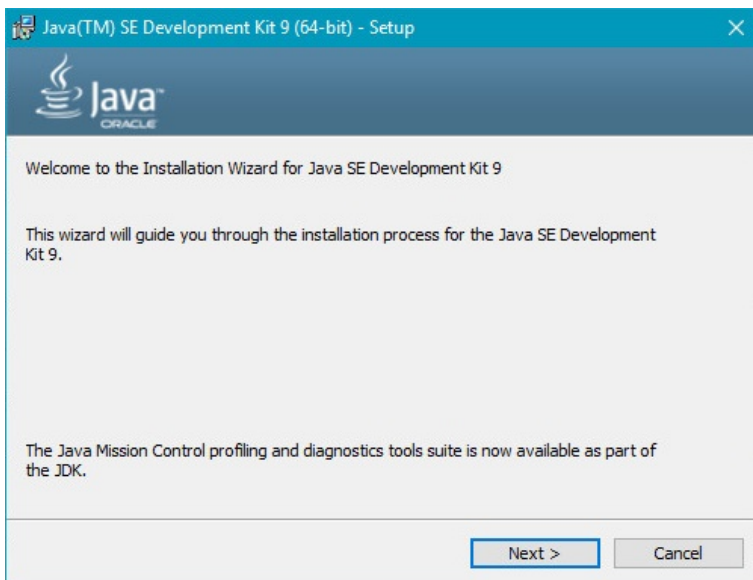 Java(TM) SE Development Kit 9 (64-bit) - Setup
Java™
ORACLE
Welcome to the Installation Wizard for Java SE Development Kit 9
This wizard will guide you through the installation process for the Java SE Development
Kit 9.
The Java Mission Control profiling and diagnostics tools suite is now available as part of
the JDK.
Next >
Cancel